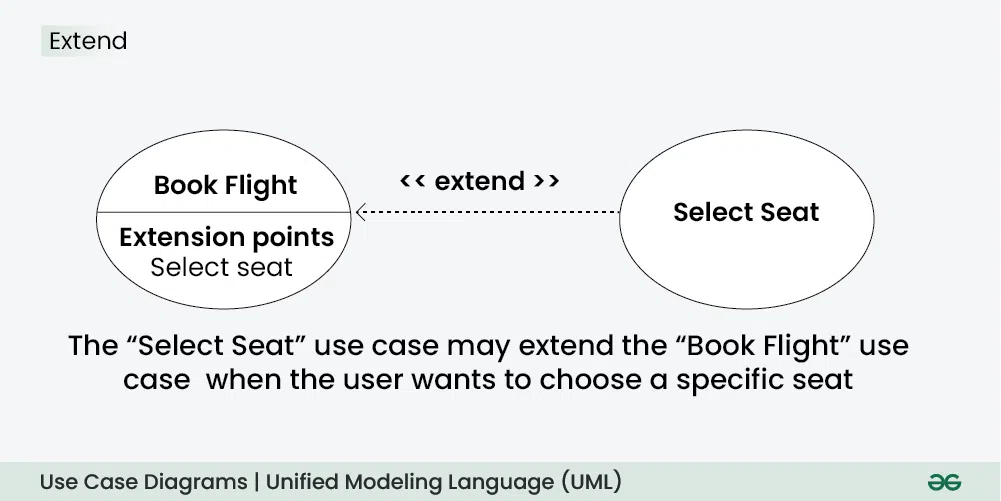 Extend
Book Flight
Extension points
Select seat
<< extend >>
Select Seat
The “Select Seat” use case may extend the “Book Flight” use
case when the user wants to choose a specific seat
Use Case Diagrams | Unified Modeling Language (UML)